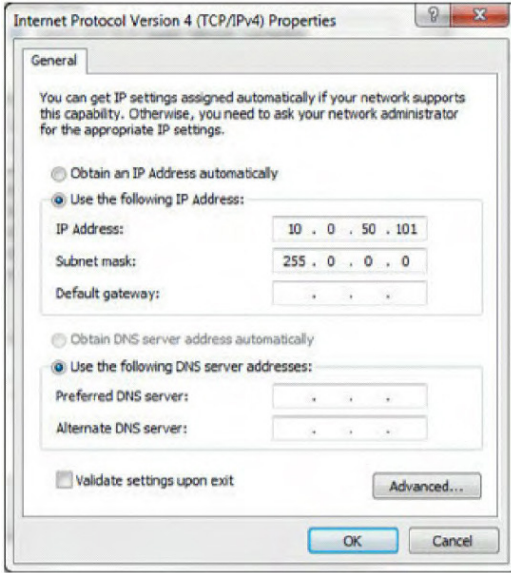 Internet Protocol Version 4 (TCP/IPv4) Properties
?
General
You can get IP settings assigned automatically if your network supports
this capability. Otherwise, you need to ask your network administrator
for the appropriate IP settings.
Obtain an IP Address automatically
Use the following IP Address:
IP Address: 10 . 0 . 50 . 101
Subnet mask: 255 . 0 . 0 . 0
Default gateway: . . .
Obtain DNS server address automatically
Use the following DNS server addresses:
Preferred DNS server: . . .
Alternate DNS server: . . .
Validate settings upon exit
Advanced...
OK Cancel